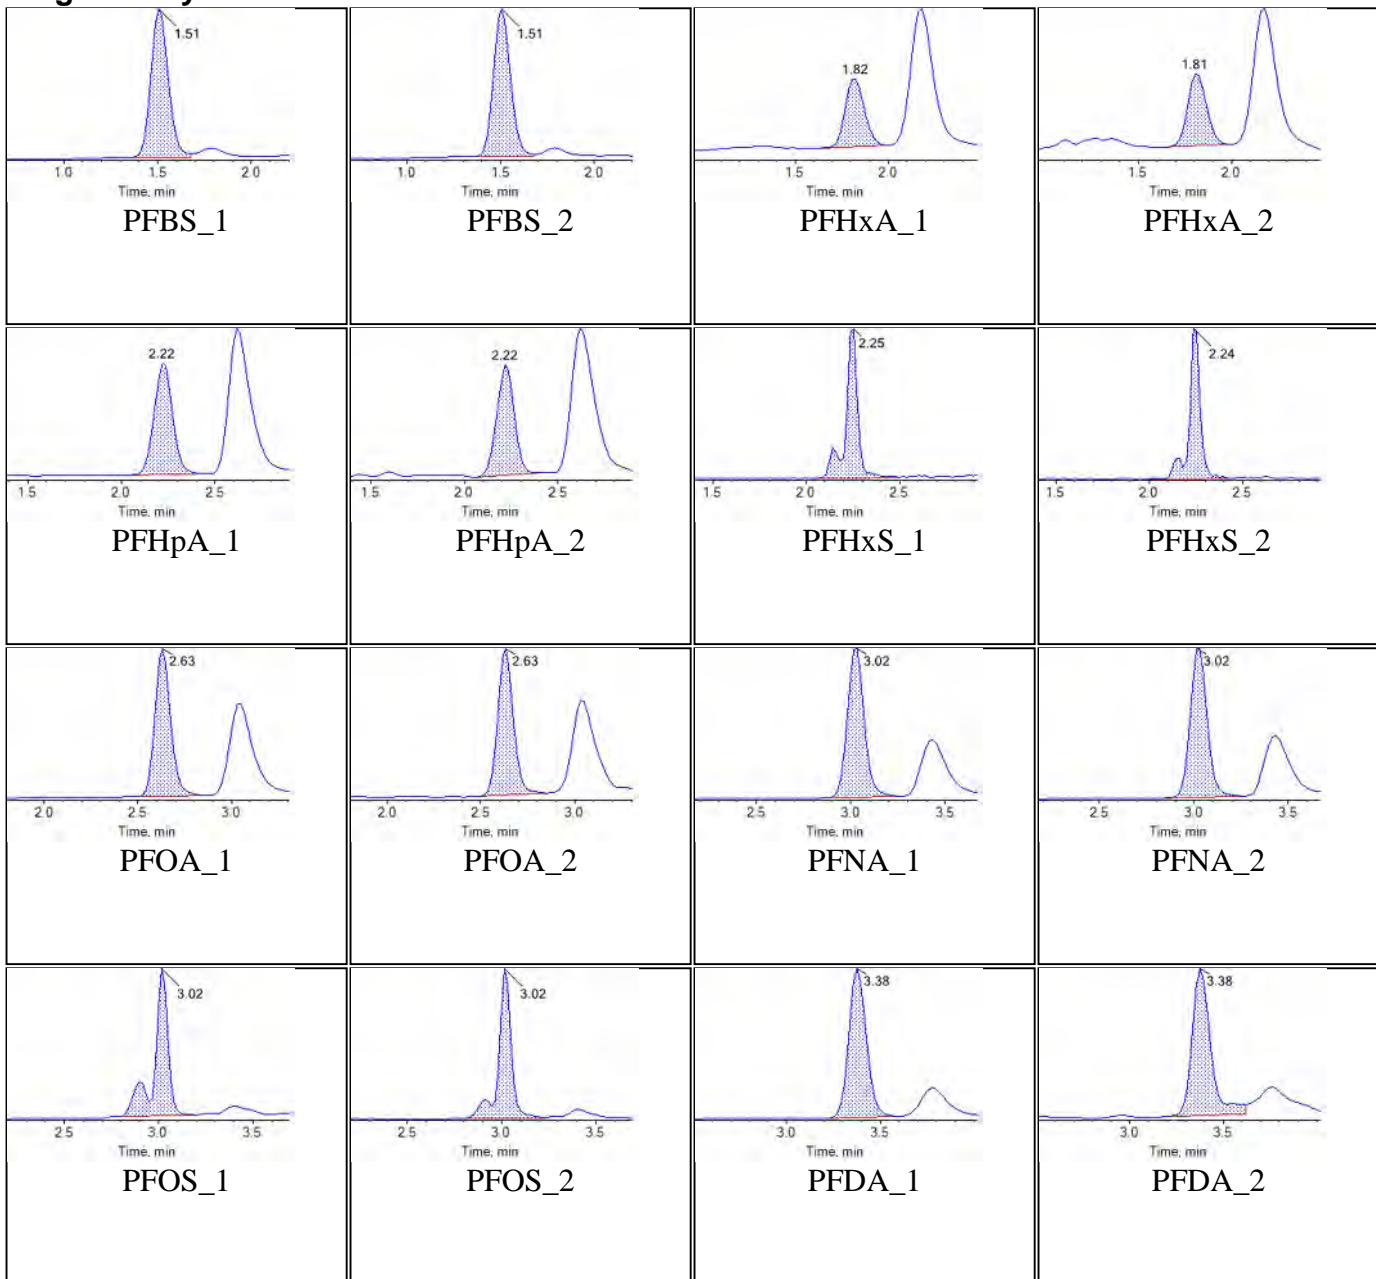 1.51
1.0 1.5 2.0
Time, min
PFBS_1
1.51
1.0 1.5 2.0
Time, min
PFBS_2
1.82
1.5 2.0
Time, min
PFHxA_1
1.81
1.5 2.0
Time, min
PFHxA_2
2.22
1.5 2.0 2.5
Time, min
PFHpA_1
2.22
1.5 2.0 2.5
Time, min
PFHpA_2
2.25
1.5 2.0 2.5
Time, min
PFHxS_1
2.24
1.5 2.0 2.5
Time, min
PFHxS_2
2.63
2.0 2.5 3.0
Time, min
PFOA_1
2.63
2.0 2.5 3.0
Time, min
PFOA_2
3.02
2.5 3.0 3.5
Time, min
PFNA_1
3.02
2.5 3.0 3.5
Time, min
PFNA_2
3.02
2.5 3.0 3.5
Time, min
PFOS_1
3.02
2.5 3.0 3.5
Time, min
PFOS_2
3.38
3.0 3.5
Time, min
PFDA_1
3.38
3.0 3.5
Time, min
PFDA_2